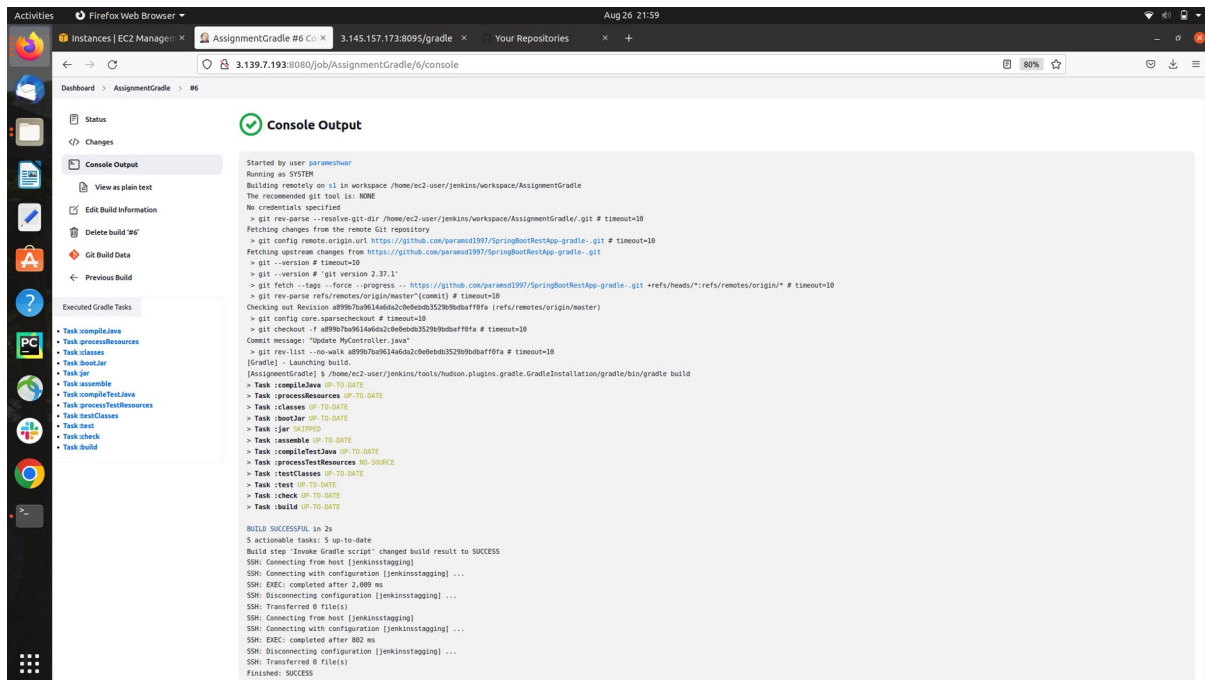 Activities
Firefox Web Browser
Aug 26 21:59
Instances | EC2 Managem
AssignmentGradle #6 Co
3.145.157.173:8095/gradle
Your Repositories
3.139.7.193:8080/job/AssignmentGradle/6/console
80%
Dashboard > AssignmentGradle > #6
Status
</> Changes
Console Output
View as plain text
Edit Build Information
Delete build '#6'
Git Build Data
Previous Build
Executed Gradle Tasks
Task :compileJava
Task :processResources
Task :classes
Task :bootJar
Task :jar
Task :assemble
Task :compileTestJava
Task :processTestResources
Task :testClasses
Task :test
Task :check
Task :build
PC
Console Output
Started by user parameshwar
Running as SYSTEM
Building remotely on s1 in workspace /home/ec2-user/jenkins/workspace/AssignmentGradle
The recommended git tool is: NONE
No credentials specified
> git rev-parse --resolve-git-dir /home/ec2-user/jenkins/workspace/AssignmentGradle/.git # timeout=10
Fetching changes from the remote Git repository
> git config remote.origin.url https://github.com/paramsd1997/SpringBootRestApp-gradle-.git # timeout=10
Fetching upstream changes from https://github.com/paramsd1997/SpringBootRestApp-gradle-.git
> git --version # timeout=10
> git --version # 'git version 2.37.1'
> git fetch --tags --force --progress -- https://github.com/paramsd1997/SpringBootRestApp-gradle-.git +refs/heads/*:refs/remotes/origin/* # timeout=10
> git rev-parse refs/remotes/origin/master^{commit} # timeout=10
Checking out Revision a899b7ba9614a6da2c0e0ebdb3529b9bdbaff0fa (refs/remotes/origin/master)
> git config core.sparsecheckout # timeout=10
> git checkout -f a899b7ba9614a6da2c0e0ebdb3529b9bdbaff0fa # timeout=10
Commit message: "Update MyController.java"
> git rev-list --no-walk a899b7ba9614a6da2c0e0ebdb3529b9bdbaff0fa # timeout=10
[Gradle] - Launching build.
[AssignmentGradle] $ /home/ec2-user/jenkins/tools/hudson.plugins.gradle.GradleInstallation/gradle/bin/gradle build
> Task :compileJava UP-TO-DATE
> Task :processResources UP-TO-DATE
> Task :classes UP-TO-DATE
> Task :bootJar UP-TO-DATE
> Task :jar SKIPPED
> Task :assemble UP-TO-DATE
> Task :compileTestJava UP-TO-DATE
> Task :processTestResources NO-SOURCE
> Task :testClasses UP-TO-DATE
> Task :test UP-TO-DATE
> Task :check UP-TO-DATE
> Task :build UP-TO-DATE
BUILD SUCCESSFUL in 2s
5 actionable tasks: 5 up-to-date
Build step 'Invoke Gradle script' changed build result to SUCCESS
SSH: Connecting from host [jenkinsstagging]
SSH: Connecting with configuration [jenkinsstagging] ...
SSH: EXEC: completed after 2,009 ms
SSH: Disconnecting configuration [jenkinsstagging] ...
SSH: Transferred 0 file(s)
SSH: Connecting from host [jenkinsstagging]
SSH: Connecting with configuration [jenkinsstagging] ...
SSH: EXEC: completed after 802 ms
SSH: Disconnecting configuration [jenkinsstagging] ...
SSH: Transferred 0 file(s)
Finished: SUCCESS